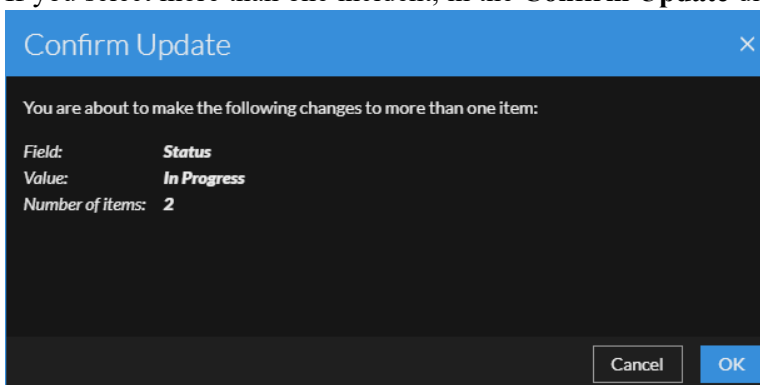 If you select more than one incident, in the Confirm Update
Confirm Update
You are about to make the following changes to more than one item:
Field: Status
Value: In Progress
Number of items: 2
Cancel OK